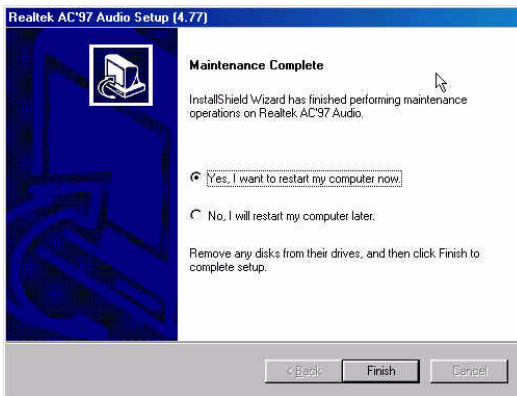 Realtek AC'97 Audio Setup (4.77)
Maintenance Complete
InstallShield Wizard has finished performing maintenance
operations on Realtek AC'97 Audio.
Yes, I want to restart my computer now.
No, I will restart my computer later.
Remove any disks from their drives, and then click Finish to
complete setup.
< Back
Finish
Cancel